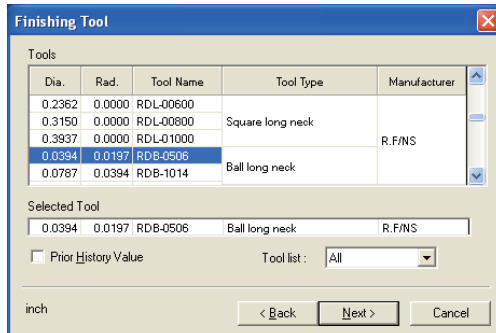 Finishing Tool
Tools
Dia. Rad. Tool Name Tool Type Manufacturer
0.2362 0.0000 RDL-00600
0.3150 0.0000 RDL-00800 Square long neck
0.3937 0.0000 RDL-01000 R.F/NS
0.0394 0.0197 RDB-0506
0.0787 0.0394 RDB-1014 Ball long neck
Selected Tool
0.0394 0.0197 RDB-0506 Ball long neck R.F/NS
Prior History Value Tool list : All
inch < Back Next > Cancel